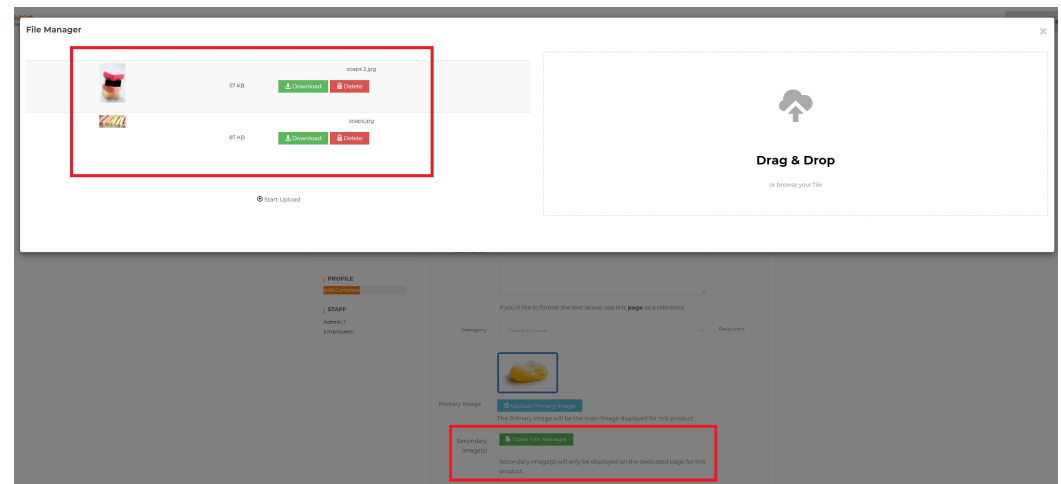 File Manager
×
soaps 2.jpg
57 KB
Download
Delete
soaps.jpg
87 KB
Download
Delete
Start Upload
Drag & Drop
or browse your file
PROFILE
44% Complete
STAFF
Admin: 1
Employees:
If you'd like to format the text above, use this page as a reference.
Category
Required
Primary Image
Upload Primary Image
The Primary Image will be the main image displayed for this product.
Secondary
Image(s)
Open File Manager
Secondary Image(s) will only be displayed on the dedicated page for this
product.